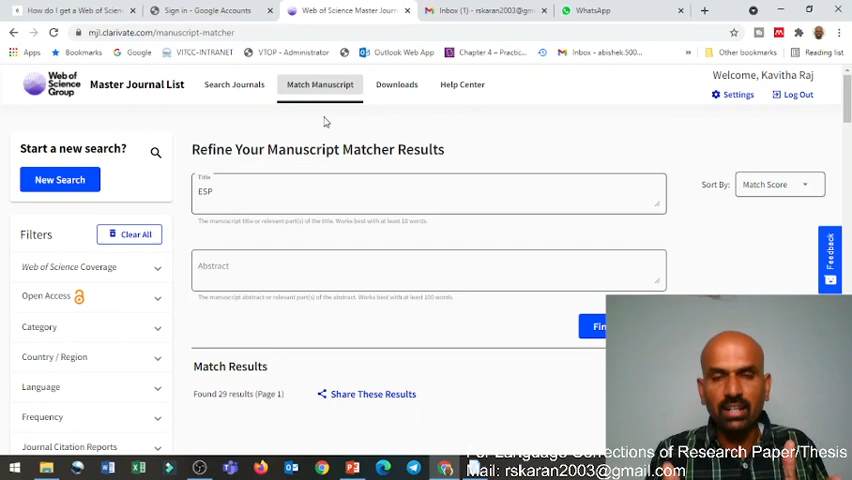 How do I get a Web of Scien
Sign in - Google Accounts
Web of Science Master Journ
Inbox (1) - rskaran2003@gm
WhatsApp
mjl.clarivate.com/manuscript-matcher
Apps
Bookmarks
Google
VITCC-INTRANET
VTOP - Administrator
Outlook Web App
Chapter 4 – Practic...
Inbox — abishek.500...
»
Other bookmarks
Reading list
Web of Science Group
Master Journal List
Search Journals
Match Manuscript
Downloads
Help Center
Welcome, Kavitha Raj
Settings
Log Out
Start a new search?
New Search
Filters
Clear All
Web of Science Coverage
Open Access
Category
Country / Region
Language
Frequency
Journal Citation Reports
Refine Your Manuscript Matcher Results
Title
ESP
The manuscript title or relevant part(s) of the title. Works best with at least 10 words.
Abstract
The manuscript abstract or relevant part(s) of the abstract. Works best with at least 100 words.
Sort By:
Match Score
Fin
Match Results
Found 29 results (Page 1)
Share These Results
Feedback
For Language Corrections of Research Paper/Thesis
Mail: rskaran2003@gmail.com